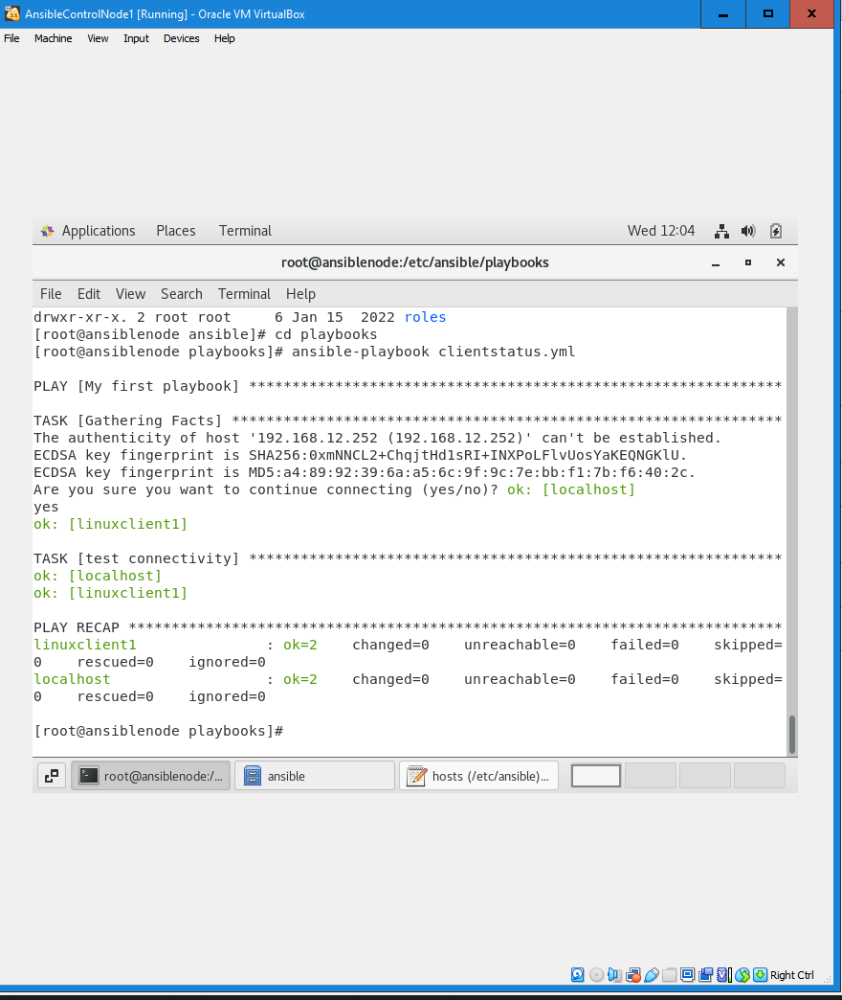 AnsibleControlNode1 [Running] - Oracle VM VirtualBox
File Machine View Input Devices Help
Applications Places Terminal Wed 12:04
root@ansiblenode:/etc/ansible/playbooks
File Edit View Search Terminal Help
drwxr-xr-x. 2 root root     6 Jan 15  2022 roles
[root@ansiblenode ansible]# cd playbooks
[root@ansiblenode playbooks]# ansible-playbook clientstatus.yml
PLAY [My first playbook] **************************************************************
TASK [Gathering Facts] ****************************************************************
The authenticity of host '192.168.12.252 (192.168.12.252)' can't be established.
ECDSA key fingerprint is SHA256:0xmNNCL2+ChqjtHd1sRI+INXPoLFlvUosYaKEQNGKlU.
ECDSA key fingerprint is MD5:a4:89:92:39:6a:a5:6c:9f:9c:7e:bb:f1:7b:f6:40:2c.
Are you sure you want to continue connecting (yes/no)? ok: [localhost]
yes
ok: [linuxclient1]
TASK [test connectivity] **************************************************************
ok: [localhost]
ok: [linuxclient1]
PLAY RECAP ****************************************************************************
linuxclient1               : ok=2    changed=0    unreachable=0    failed=0    skipped=
0    rescued=0    ignored=0
localhost                  : ok=2    changed=0    unreachable=0    failed=0    skipped=
0    rescued=0    ignored=0
[root@ansiblenode playbooks]#
root@ansiblenode:/... ansible hosts (/etc/ansible)...
Right Ctrl